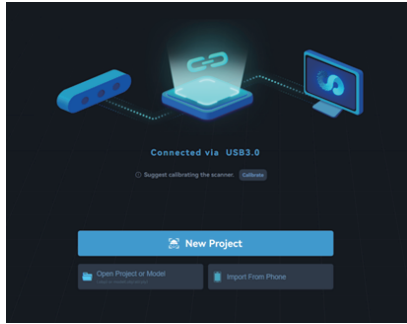 Connected via USB3.0
Suggest calibrating the scanner. Calibrate
New Project
Open Project or Model
Import From Phone